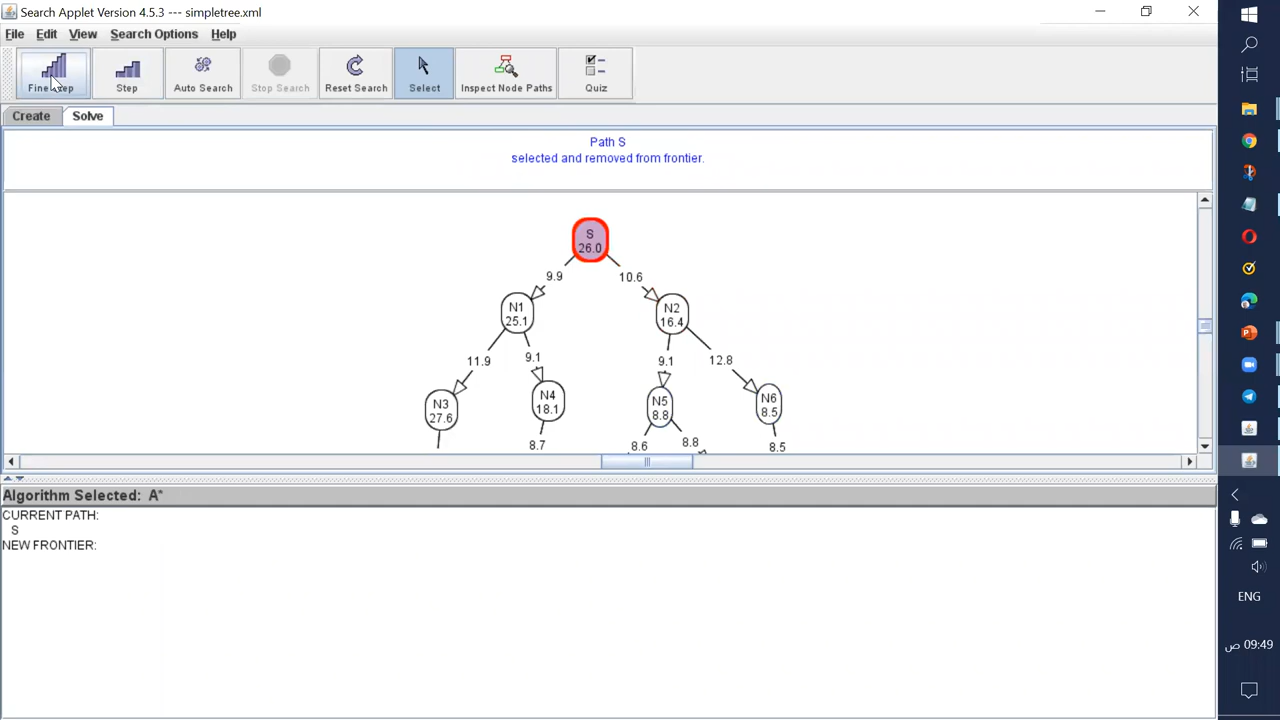 Search Applet Version 4.5.3 --- simpletree.xml
File Edit View Search Options Help
Fine Step Step Auto Search Stop Search Reset Search Select Inspect Node Paths Quiz
Create Solve
Path S
selected and removed from frontier.
S
26.0
9.9 10.6
N1 N2
25.1 16.4
11.9 9.1 9.1 12.8
N3 N4 N5 N6
27.6 18.1 8.8 8.5
8.7 8.6 8.8 8.5
Algorithm Selected: A*
CURRENT PATH:
S
NEW FRONTIER:
ENG
09:49 ص